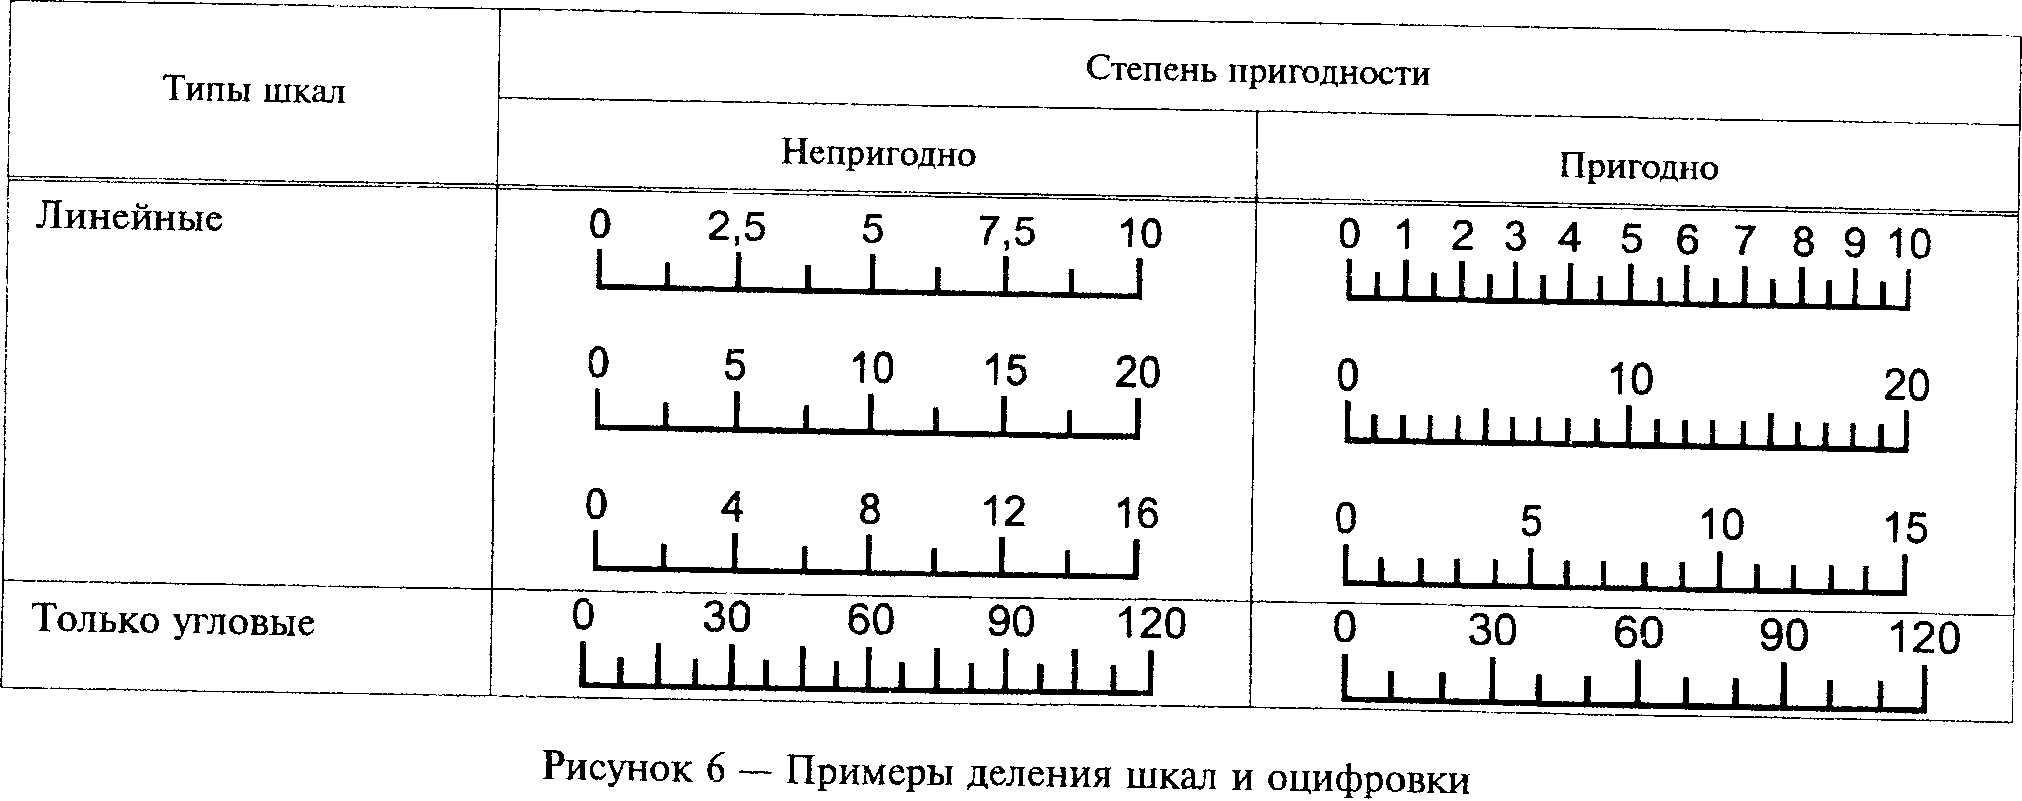 Типы шкал
Степень пригодности
Непригодно
Пригодно
Линейные
0 2,5 5 7,5 10
0 1 2 3 4 5 6 7 8 9 10
0 5 10 15 20
0 10 20
0 4 8 12 16
0 5 10 15
Только угловые
0 30 60 90 120
0 30 60 90 120
Рисунок 6 — Примеры деления шкал и оцифровки